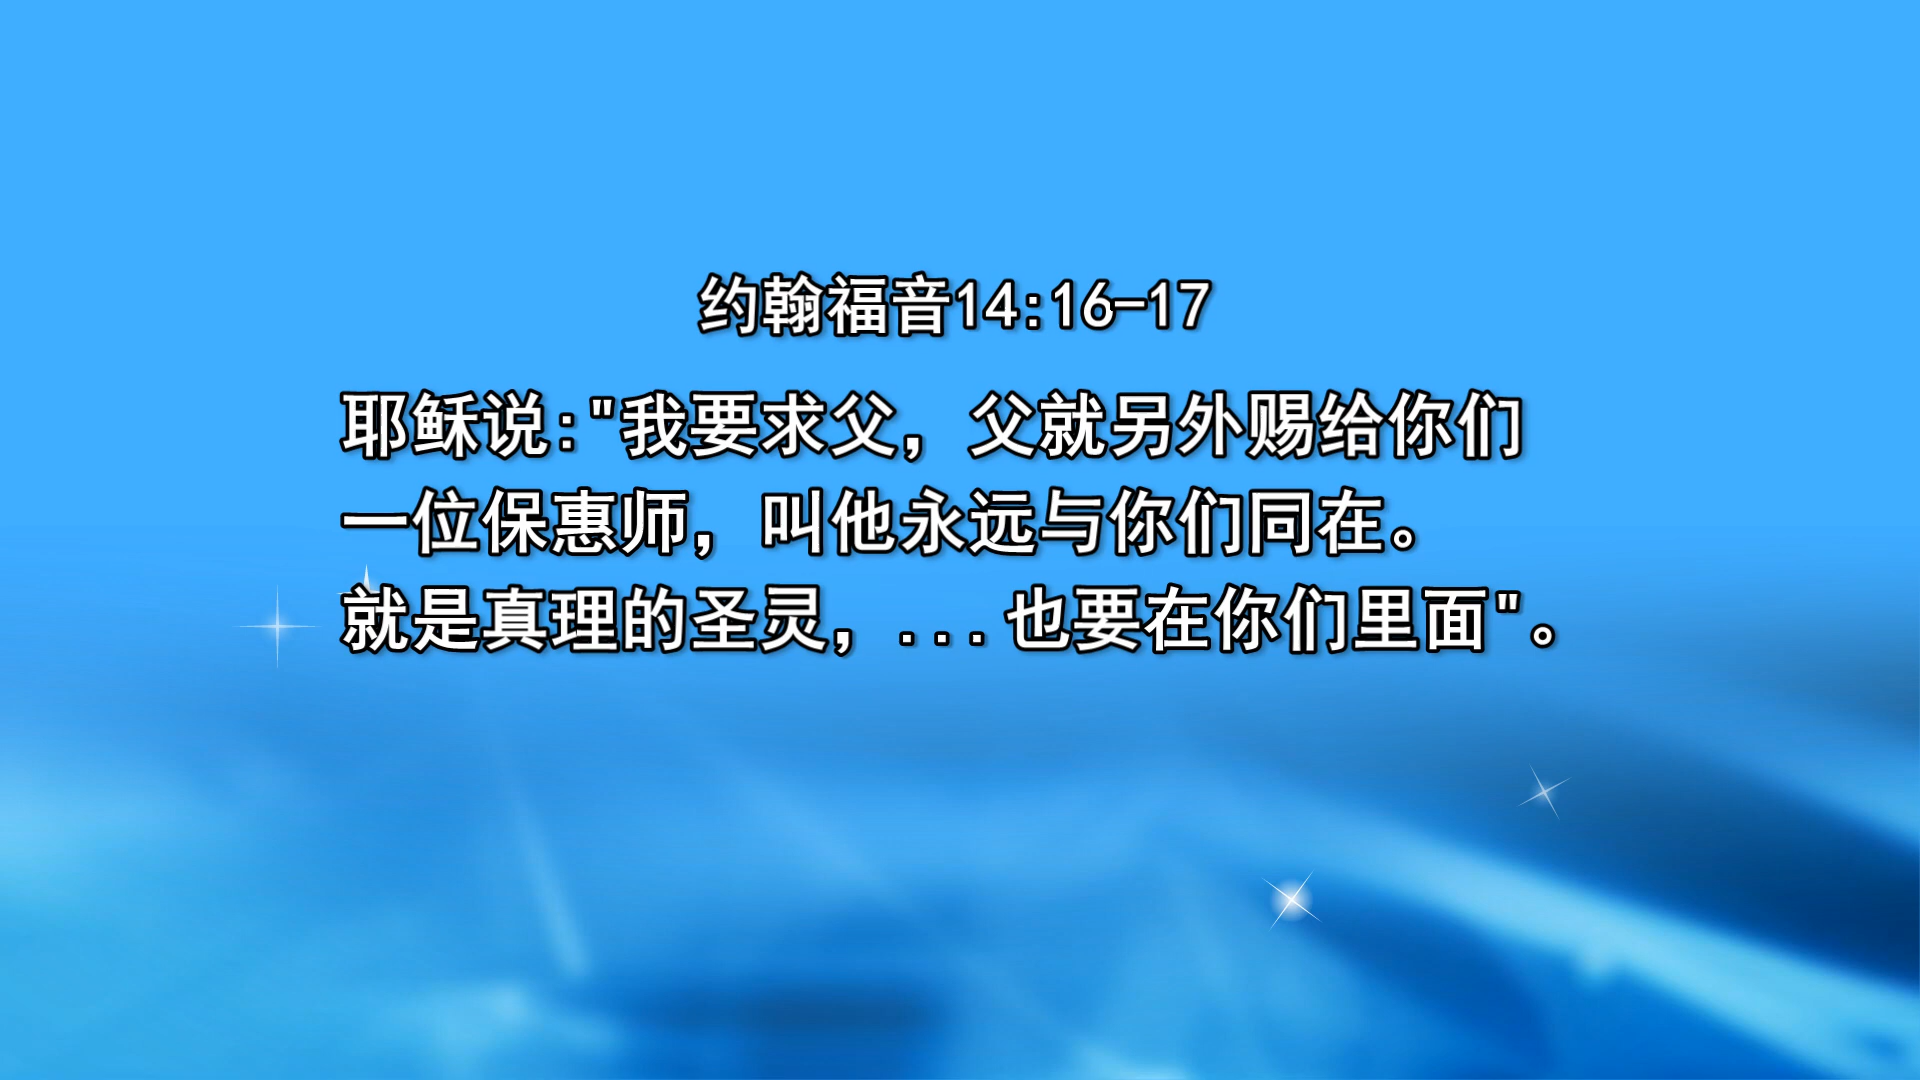 约翰福音14:16-17
耶稣说:"我要求父，父就另外赐给你们
一位保惠师，叫他永远与你们同在。
就是真理的圣灵，...也要在你们里面"。